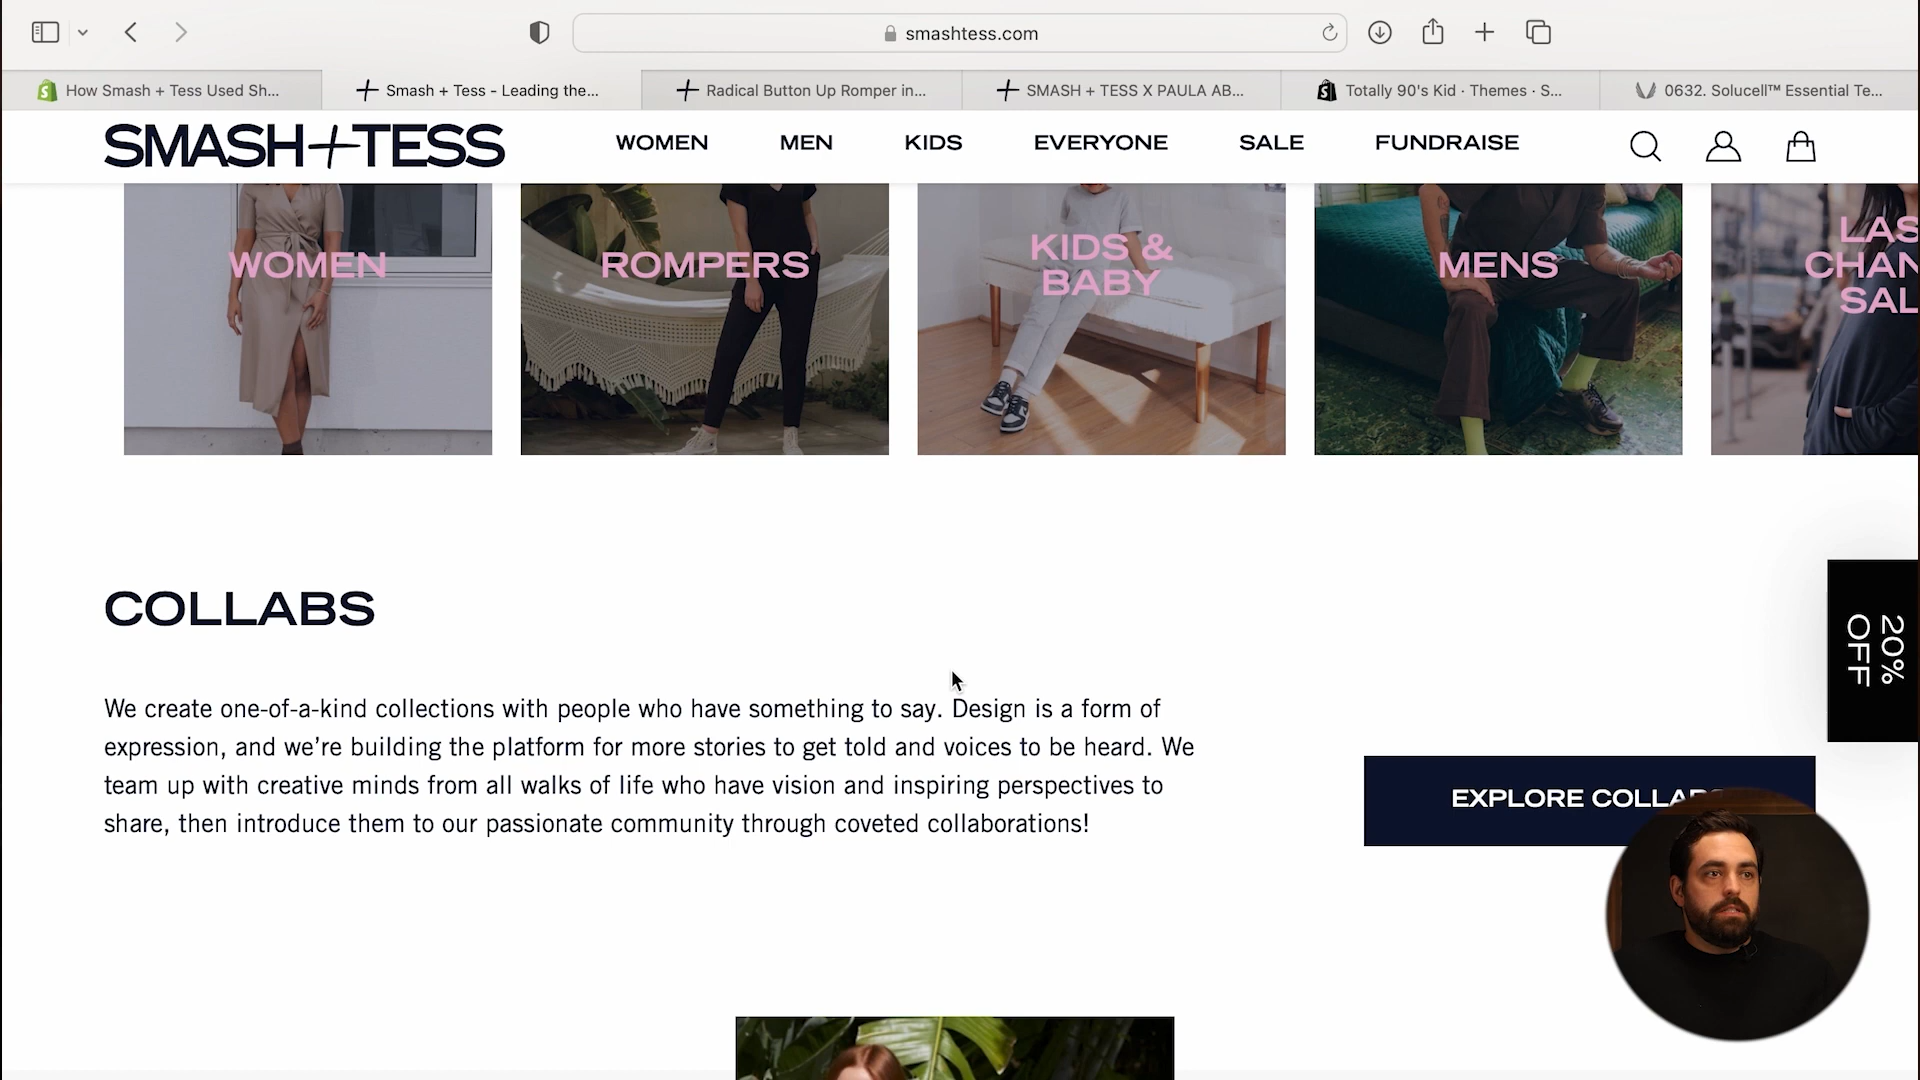 smashtess.com
How Smash + Tess Used Sh...
Smash + Tess - Leading the...
Radical Button Up Romper in...
SMASH + TESS X PAULA AB...
Totally 90's Kid · Themes · S...
0632. Solucell™ Essential Te...
SMASH+TESS
WOMEN
MEN
KIDS
EVERYONE
SALE
FUNDRAISE
WOMEN
ROMPERS
KIDS &
BABY
MENS
LAS
CHAN
SAL
COLLABS
We create one-of-a-kind collections with people who have something to say. Design is a form of
expression, and we’re building the platform for more stories to get told and voices to be heard. We
team up with creative minds from all walks of life who have vision and inspiring perspectives to
share, then introduce them to our passionate community through coveted collaborations!
EXPLORE COLLABS
20%
OFF